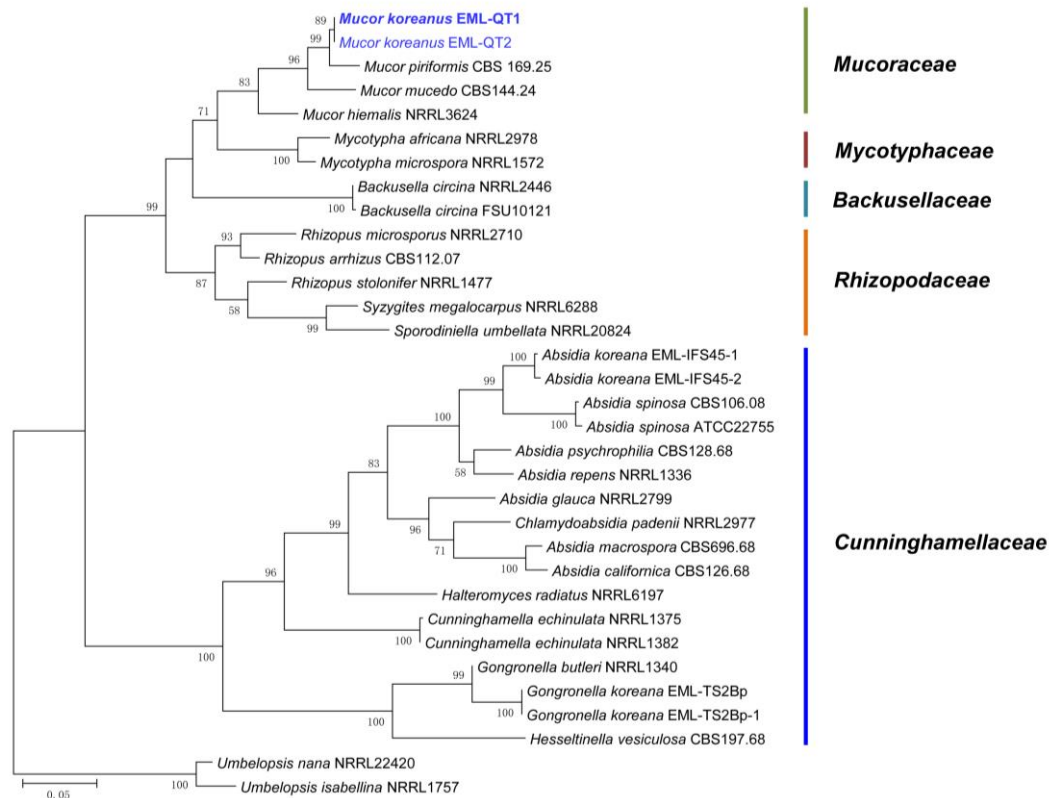 89
Mucor koreanus EML-QT1
99
Mucor koreanus EML-QT2
96
Mucor piriformis CBS 169.25
Mucoraceae
83
Mucor mucedo CBS144.24
71
Mucor hiemalis NRRL3624
Mycotypha africana NRRL2978
100
Mycotypha microspora NRRL1572
Mycotyphaceae
Backusella circina NRRL2446
100
Backusella circina FSU10121
Backusellaceae
99
93
Rhizopus microsporus NRRL2710
Rhizopus arrhizus CBS112.07
87
Rhizopus stolonifer NRRL1477
Rhizopodaceae
58
Syzygites megalocarpus NRRL6288
99
Sporodiniella umbellata NRRL20824
100
Absidia koreana EML-IFS45-1
99
Absidia koreana EML-IFS45-2
Absidia spinosa CBS106.08
100
100
Absidia spinosa ATCC22755
Absidia psychrophilia CBS128.68
83
58
Absidia repens NRRL1336
Absidia glauca NRRL2799
99
96
Chlamydoabsidia padenii NRRL2977
71
Absidia macrospora CBS696.68
Cunninghamellaceae
100
Absidia californica CBS126.68
96
Halteromyces radiatus NRRL6197
Cunninghamella echinulata NRRL1375
100
Cunninghamella echinulata NRRL1382
100
Gongronella butleri NRRL1340
99
Gongronella koreana EML-TS2Bp
100
Gongronella koreana EML-TS2Bp-1
100
Hesseltinella vesiculosa CBS197.68
Umbelopsis nana NRRL22420
100
Umbelopsis isabellina NRRL1757
0.05